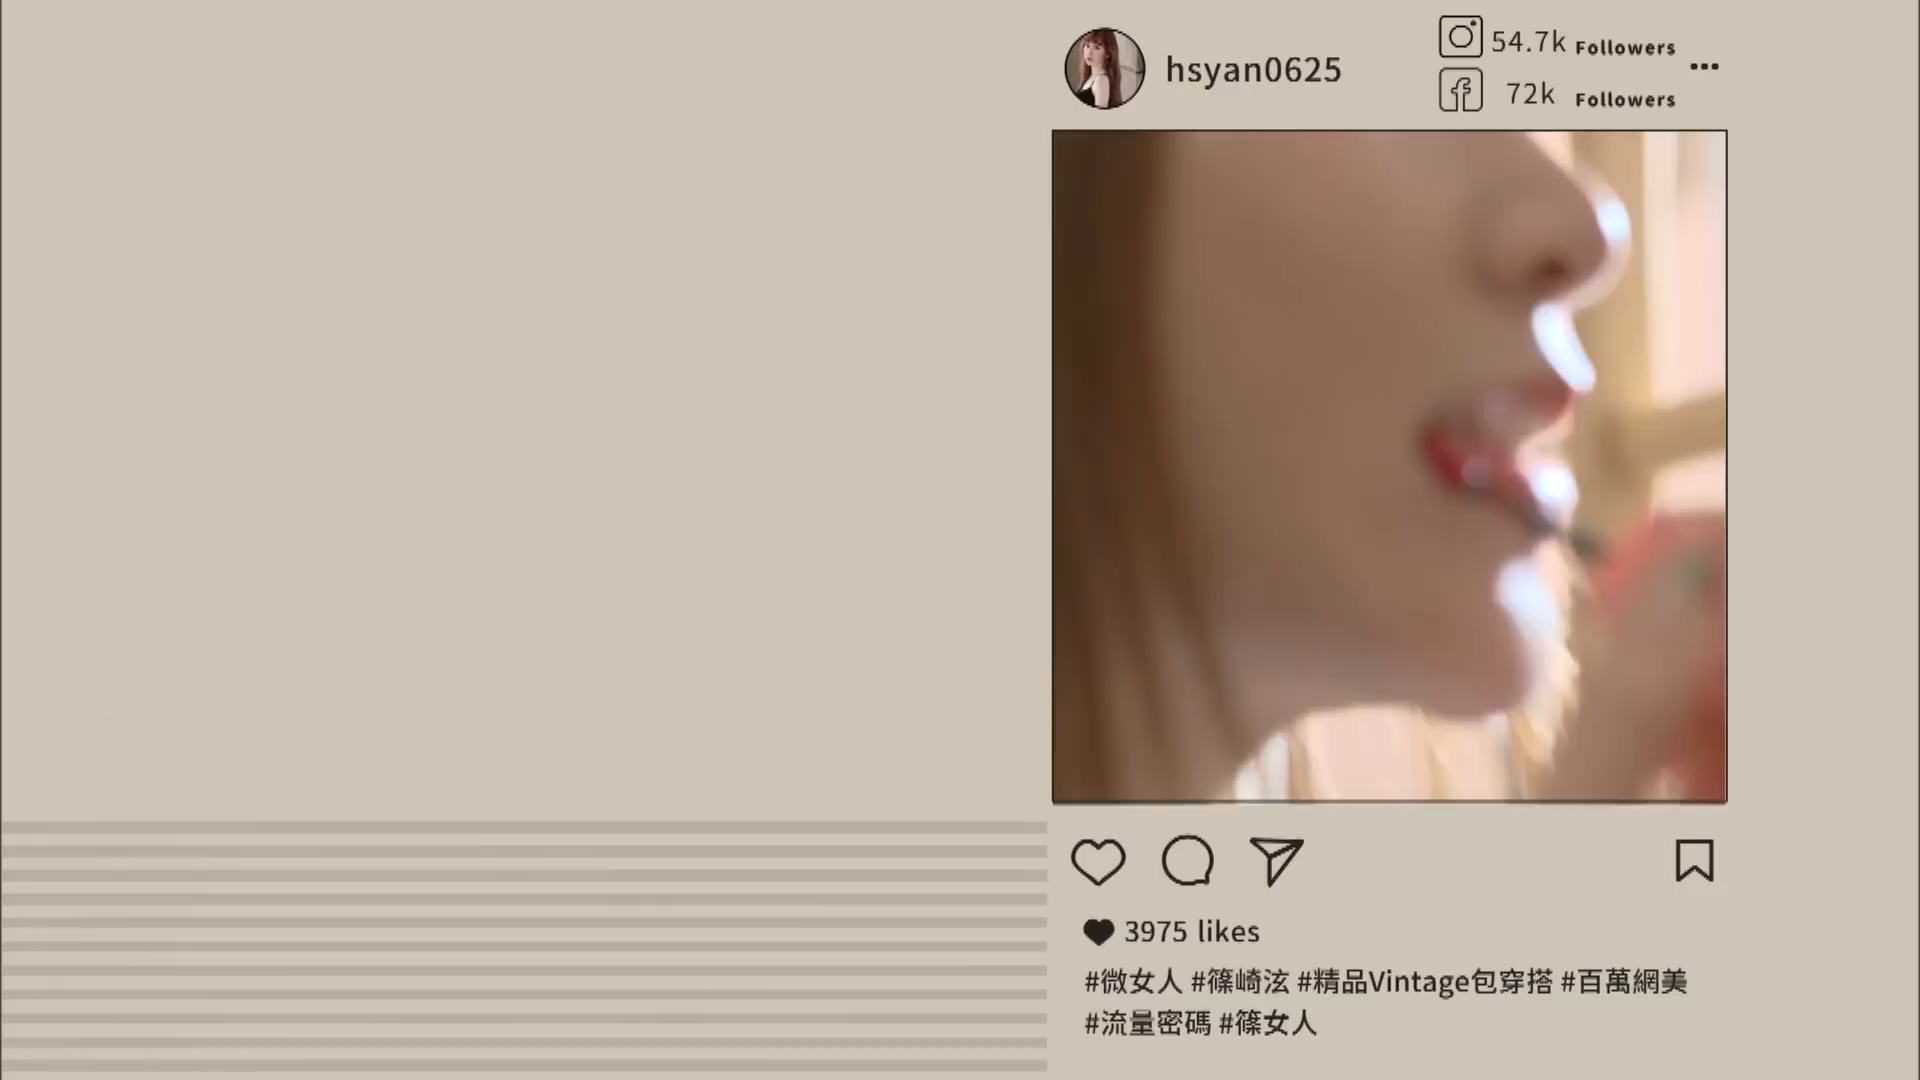 hsyan0625
54.7k Followers
72k Followers
3975 likes
#微女人 #篠崎泫 #精品Vintage包穿搭 #百萬網美
#流量密碼 #篠女人